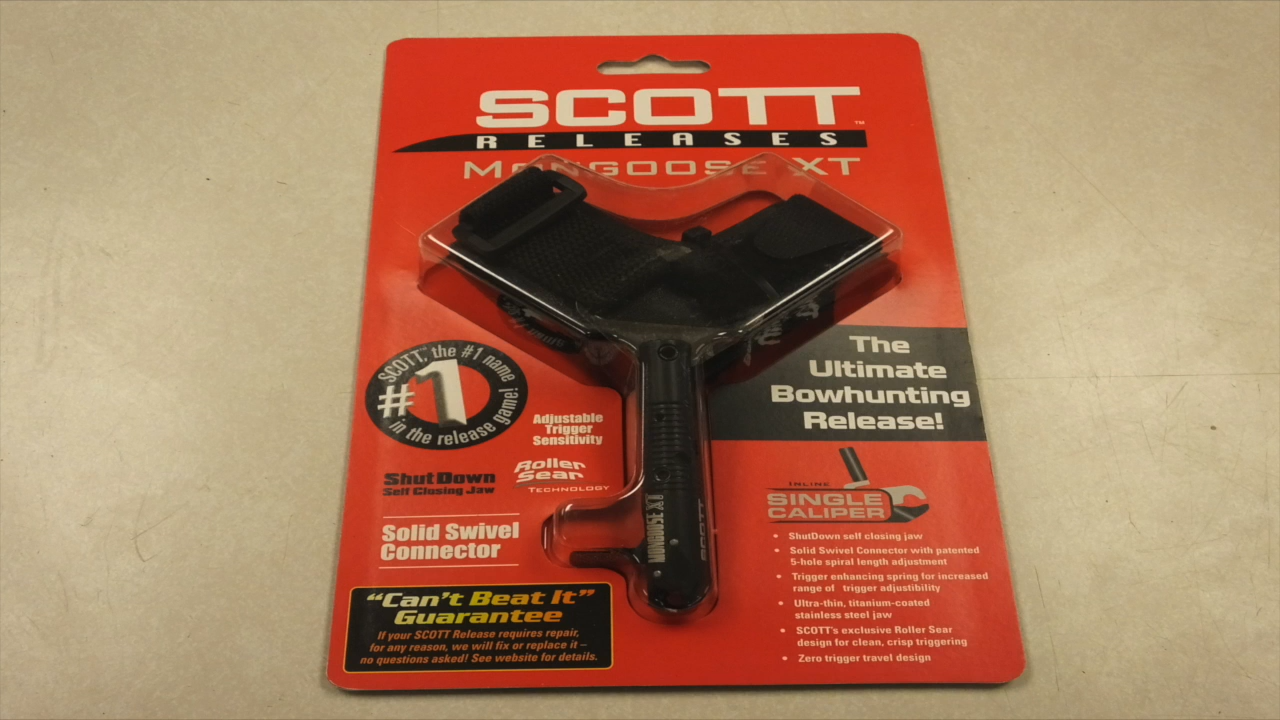 SCOTT
™
RELEASES
MONGOOSE XT
SCOTT, the #1 name
#1
in the release game!
The
Ultimate
Bowhunting
Release!
Adjustable
Trigger
Sensitivity
ShutDown
Self Closing Jaw
Roller
Sear
TECHNOLOGY
Solid Swivel
Connector
MONGOOSE XT
SCOTT
INLINE
SINGLE
CALIPER
• ShutDown self closing jaw
• Solid Swivel Connector with patented
5-hole spiral length adjustment
• Trigger enhancing spring for increased
range of trigger adjustibility
• Ultra-thin, titanium-coated
stainless steel jaw
• SCOTT's exclusive Roller Sear
design for clean, crisp triggering
• Zero trigger travel design
“Can't Beat It”
Guarantee
If your SCOTT Release requires repair,
for any reason, we will fix or replace it –
no questions asked! See website for details.